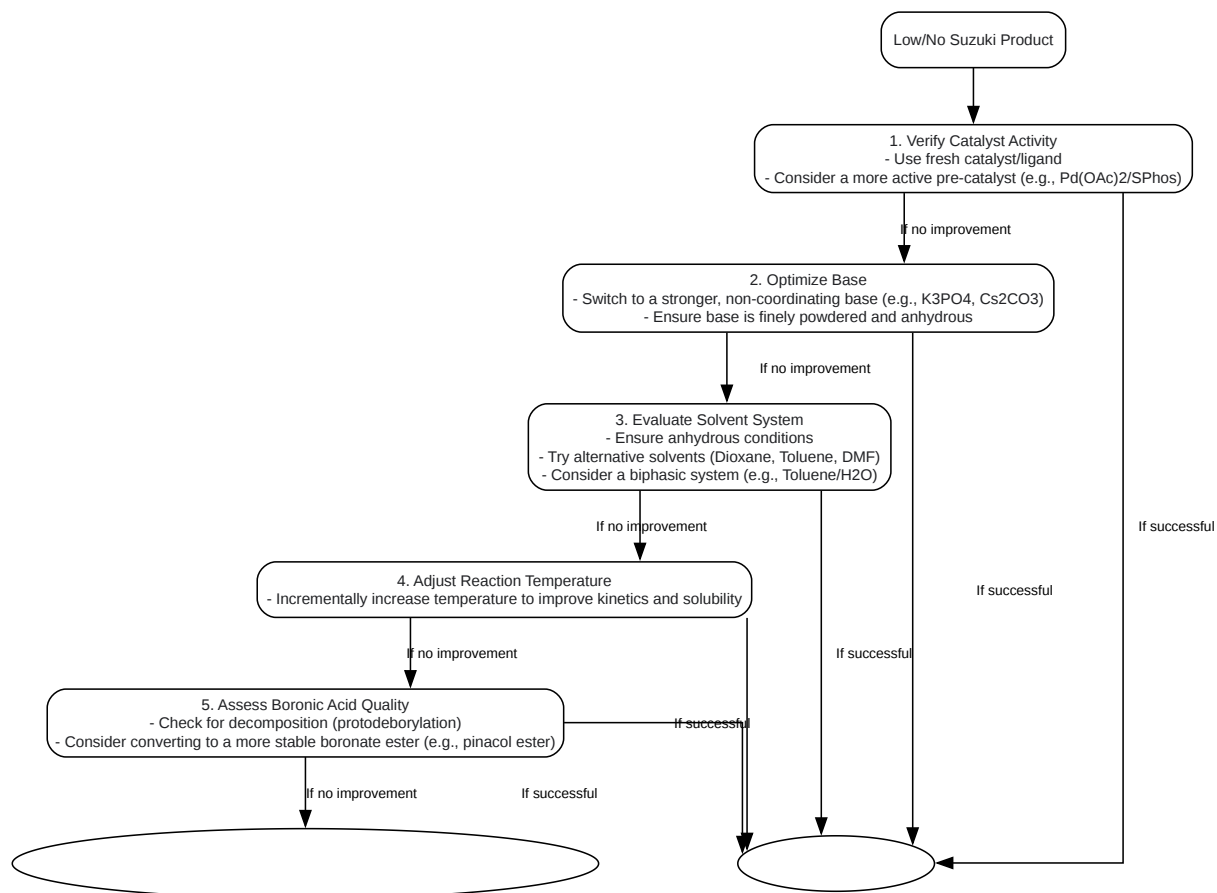 Low/No Suzuki Product
1. Verify Catalyst Activity
- Use fresh catalyst/ligand
- Consider a more active pre-catalyst (e.g., Pd(OAc)2/SPhos)
If no improvement
2. Optimize Base
- Switch to a stronger, non-coordinating base (e.g., K3PO4, Cs2CO3)
- Ensure base is finely powdered and anhydrous
If no improvement
3. Evaluate Solvent System
- Ensure anhydrous conditions
- Try alternative solvents (Dioxane, Toluene, DMF)
- Consider a biphasic system (e.g., Toluene/H2O)
If no improvement
If successful
4. Adjust Reaction Temperature
- Incrementally increase temperature to improve kinetics and solubility
If successful
If no improvement
If successful
5. Assess Boronic Acid Quality
- Check for decomposition (protodeborylation)
- Consider converting to a more stable boronate ester (e.g., pinacol ester)
If successful
If no improvement
If successful